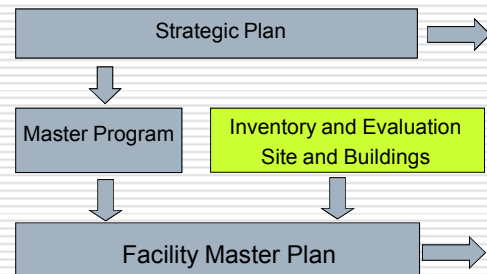 Strategic Plan
Master Program
Inventory and Evaluation
Site and Buildings
Facility Master Plan